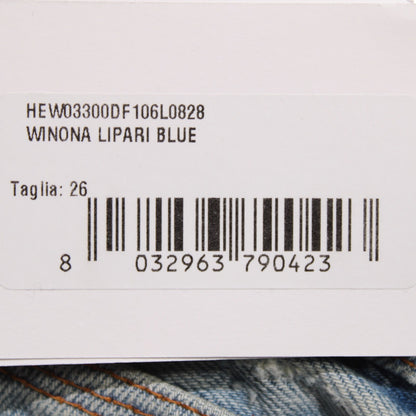 HEW03300DF106L0828
WINONA LIPARI BLUE
Taglia: 26
8 032963 790423